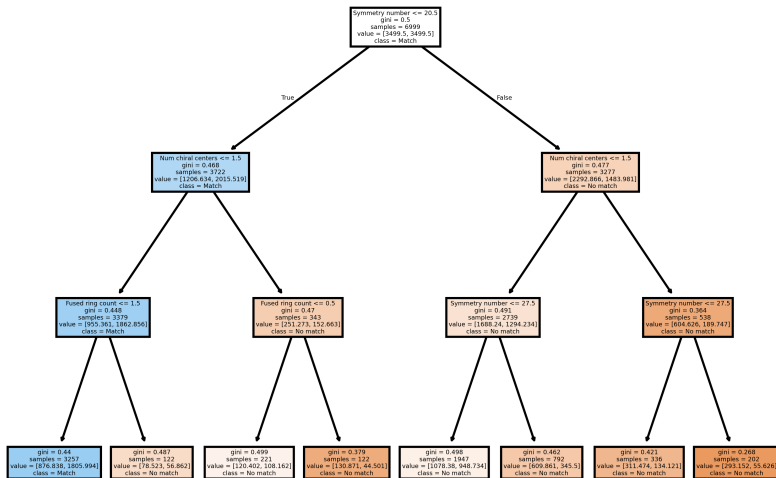 Symmetry number <= 20.5
gini = 0.5
samples = 6999
value = [3499.5, 3499.5]
class = Match
True
False
Num chiral centers <= 1.5
gini = 0.468
samples = 3722
value = [1206.634, 2015.519]
class = Match
Num chiral centers <= 1.5
gini = 0.477
samples = 3277
value = [2292.866, 1483.981]
class = No match
Fused ring count <= 1.5
gini = 0.448
samples = 3379
value = [955.361, 1862.856]
class = Match
Fused ring count <= 0.5
gini = 0.47
samples = 343
value = [251.273, 152.663]
class = No match
Symmetry number <= 27.5
gini = 0.491
samples = 2739
value = [1688.24, 1294.234]
class = No match
Symmetry number <= 27.5
gini = 0.364
samples = 538
value = [604.626, 189.747]
class = No match
gini = 0.44
samples = 3257
value = [876.838, 1805.994]
class = Match
gini = 0.487
samples = 122
value = [78.523, 56.862]
class = No match
gini = 0.499
samples = 221
value = [120.402, 108.162]
class = No match
gini = 0.379
samples = 122
value = [130.871, 44.501]
class = No match
gini = 0.498
samples = 1947
value = [1078.38, 948.734]
class = No match
gini = 0.462
samples = 792
value = [609.861, 345.5]
class = No match
gini = 0.421
samples = 336
value = [311.474, 134.121]
class = No match
gini = 0.268
samples = 202
value = [293.152, 55.626]
class = No match